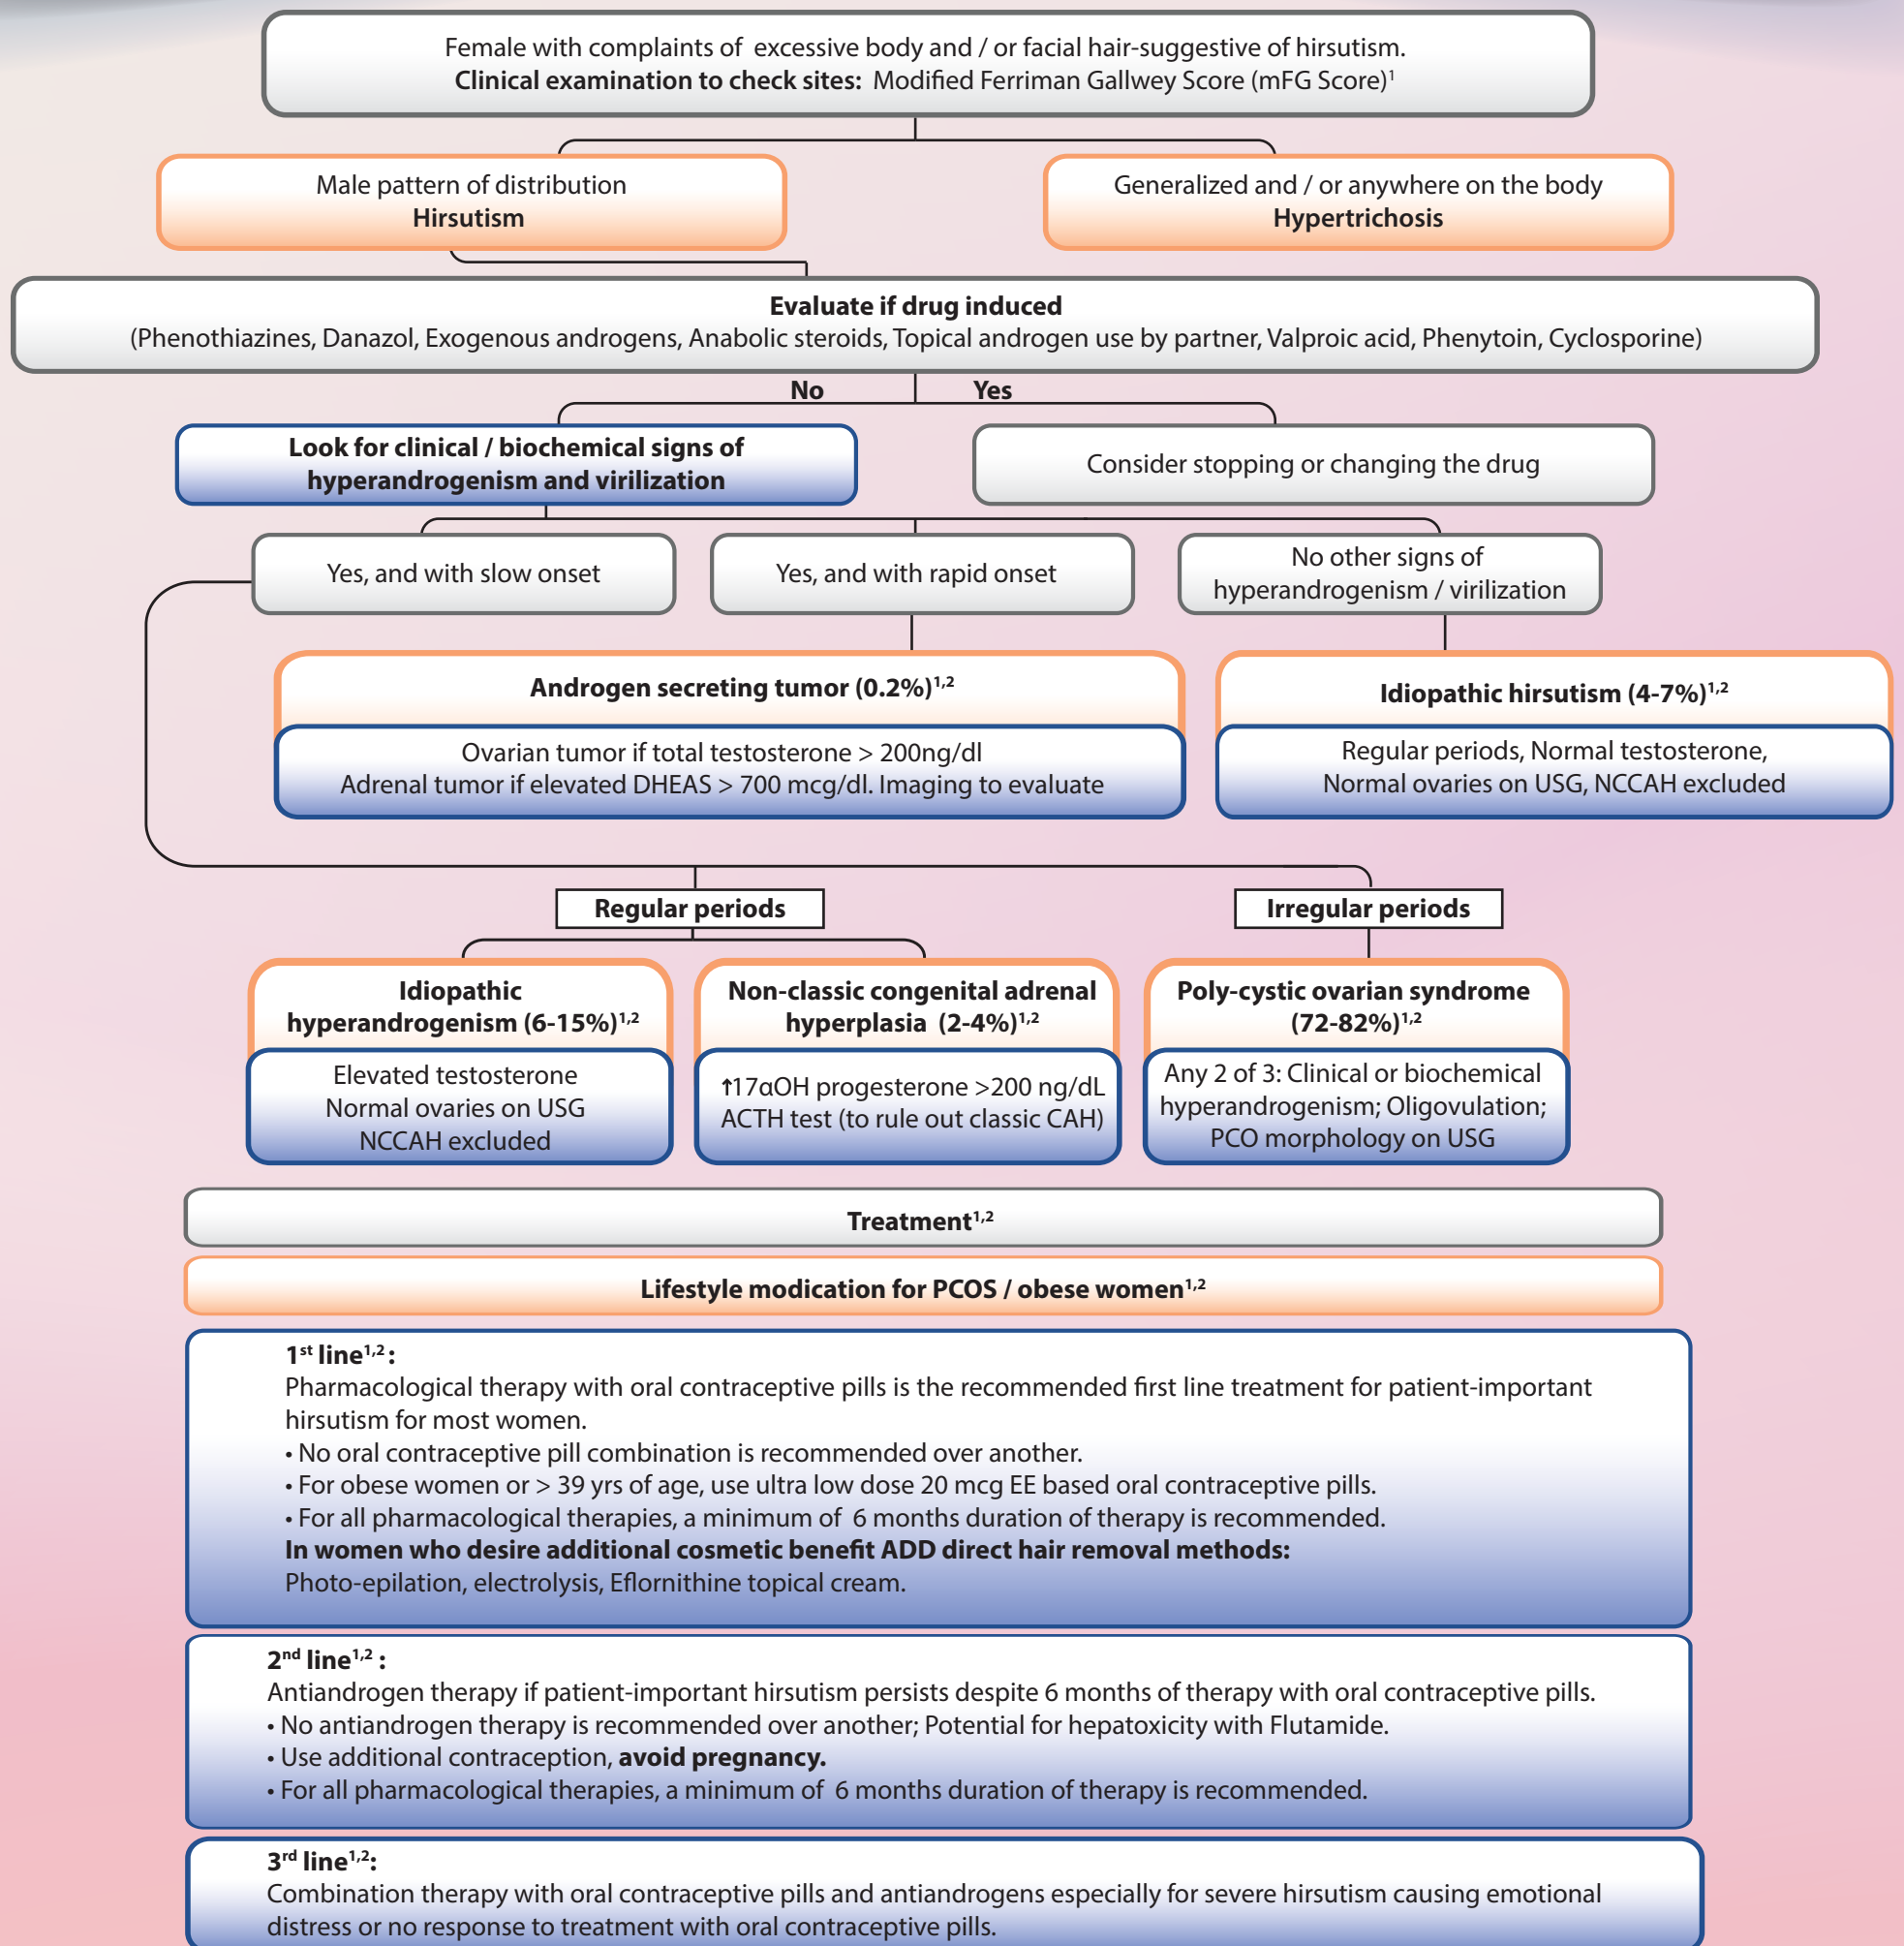 Female with complaints of excessive body and / or facial hair-suggestive of hirsutism.
Clinical examination to check sites: Modified Ferriman Gallwey Score (mFG Score)1
Male pattern of distribution
Hirsutism
Generalized and / or anywhere on the body
Hypertrichosis
Evaluate if drug induced
(Phenothiazines, Danazol, Exogenous androgens, Anabolic steroids, Topical androgen use by partner, Valproic acid, Phenytoin, Cyclosporine)
No
Yes
Look for clinical / biochemical signs of
hyperandrogenism and virilization
Consider stopping or changing the drug
Yes, and with slow onset
Yes, and with rapid onset
No other signs of
hyperandrogenism / virilization
Androgen secreting tumor (0.2%)1,2
Ovarian tumor if total testosterone > 200ng/dl
Adrenal tumor if elevated DHEAS > 700 mcg/dl. Imaging to evaluate
Idiopathic hirsutism (4-7%)1,2
Regular periods, Normal testosterone,
Normal ovaries on USG, NCCAH excluded
Regular periods
Irregular periods
Idiopathic
hyperandrogenism (6-15%)1,2
Elevated testosterone
Normal ovaries on USG
NCCAH excluded
Non-classic congenital adrenal
hyperplasia (2-4%)1,2
↑17αOH progesterone >200 ng/dL
ACTH test (to rule out classic CAH)
Poly-cystic ovarian syndrome
(72-82%)1,2
Any 2 of 3: Clinical or biochemical
hyperandrogenism; Oligovulation;
PCO morphology on USG
Treatment1,2
Lifestyle modication for PCOS / obese women1,2
1st line1,2 :
Pharmacological therapy with oral contraceptive pills is the recommended first line treatment for patient-important
hirsutism for most women.
• No oral contraceptive pill combination is recommended over another.
• For obese women or > 39 yrs of age, use ultra low dose 20 mcg EE based oral contraceptive pills.
• For all pharmacological therapies, a minimum of 6 months duration of therapy is recommended.
In women who desire additional cosmetic benefit ADD direct hair removal methods:
Photo-epilation, electrolysis, Eflornithine topical cream.
2nd line1,2 :
Antiandrogen therapy if patient-important hirsutism persists despite 6 months of therapy with oral contraceptive pills.
• No antiandrogen therapy is recommended over another; Potential for hepatoxicity with Flutamide.
• Use additional contraception, avoid pregnancy.
• For all pharmacological therapies, a minimum of 6 months duration of therapy is recommended.
3rd line1,2:
Combination therapy with oral contraceptive pills and antiandrogens especially for severe hirsutism causing emotional
distress or no response to treatment with oral contraceptive pills.